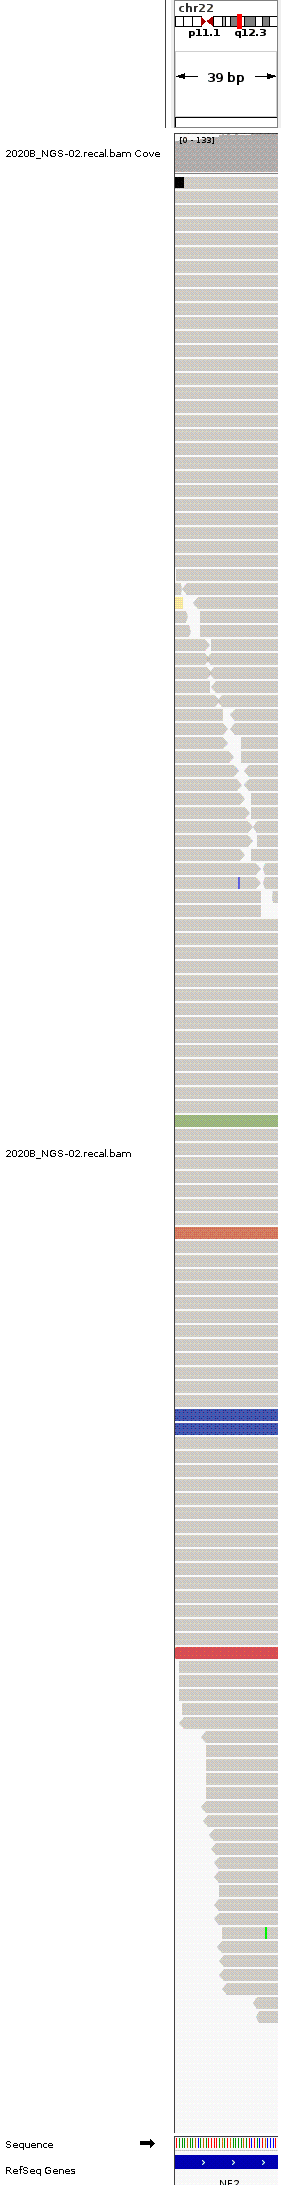 chr22
p11.1 q12.3
39 bp
[0 - 133]
2020B_NGS-02.recal.bam Cove
2020B_NGS-02.recal.bam
Sequence
RefSeq Genes
NF2